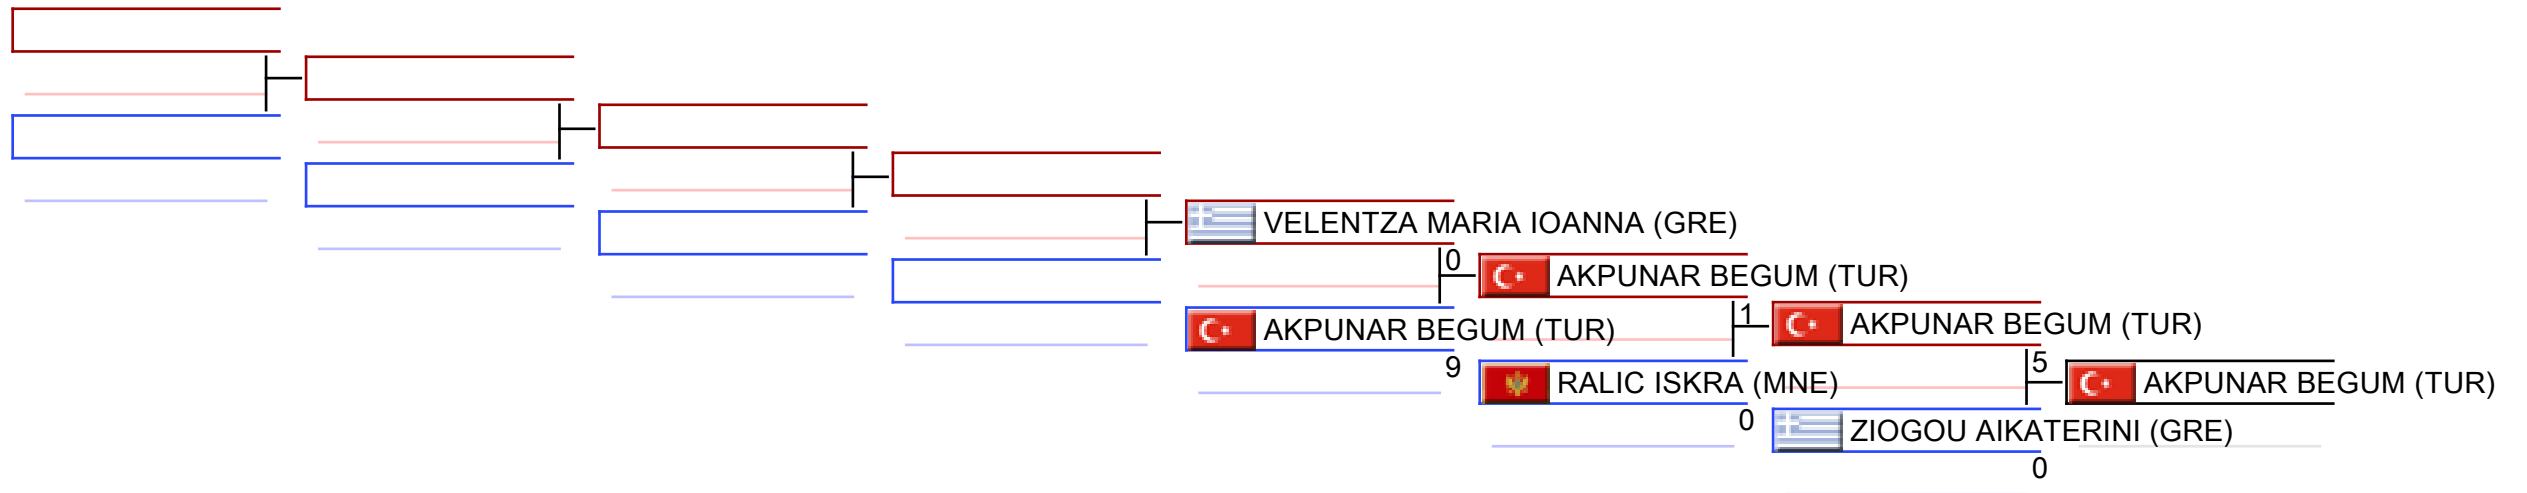 VELENTZA MARIA IOANNA (GRE)
0
AKPUNAR BEGUM (TUR)
AKPUNAR BEGUM (TUR)
9
1
RALIC ISKRA (MNE)
0
AKPUNAR BEGUM (TUR)
5
ZIOGOU AIKATERINI (GRE)
0
AKPUNAR BEGUM (TUR)